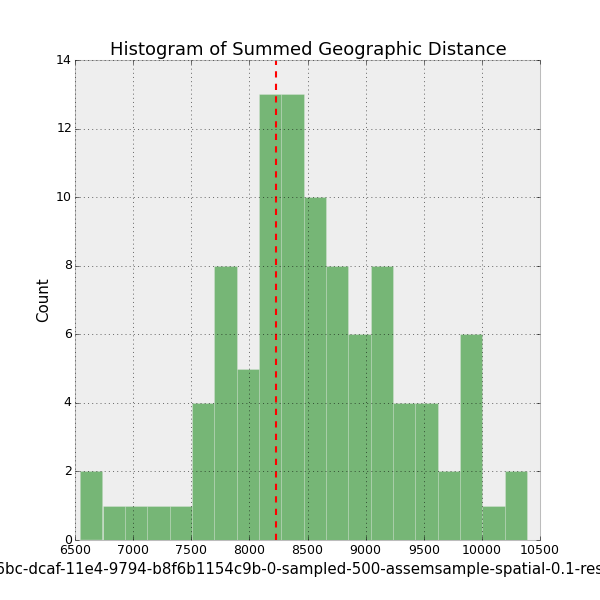 Histogram of Summed Geographic Distance
14
12
10
8
6
4
2
0
Count
6500 7000 7500 8000 8500 9000 9500 10000 10500
6bc-dcaf-11e4-9794-b8f6b1154c9b-0-sampled-500-assemsample-spatial-0.1-res